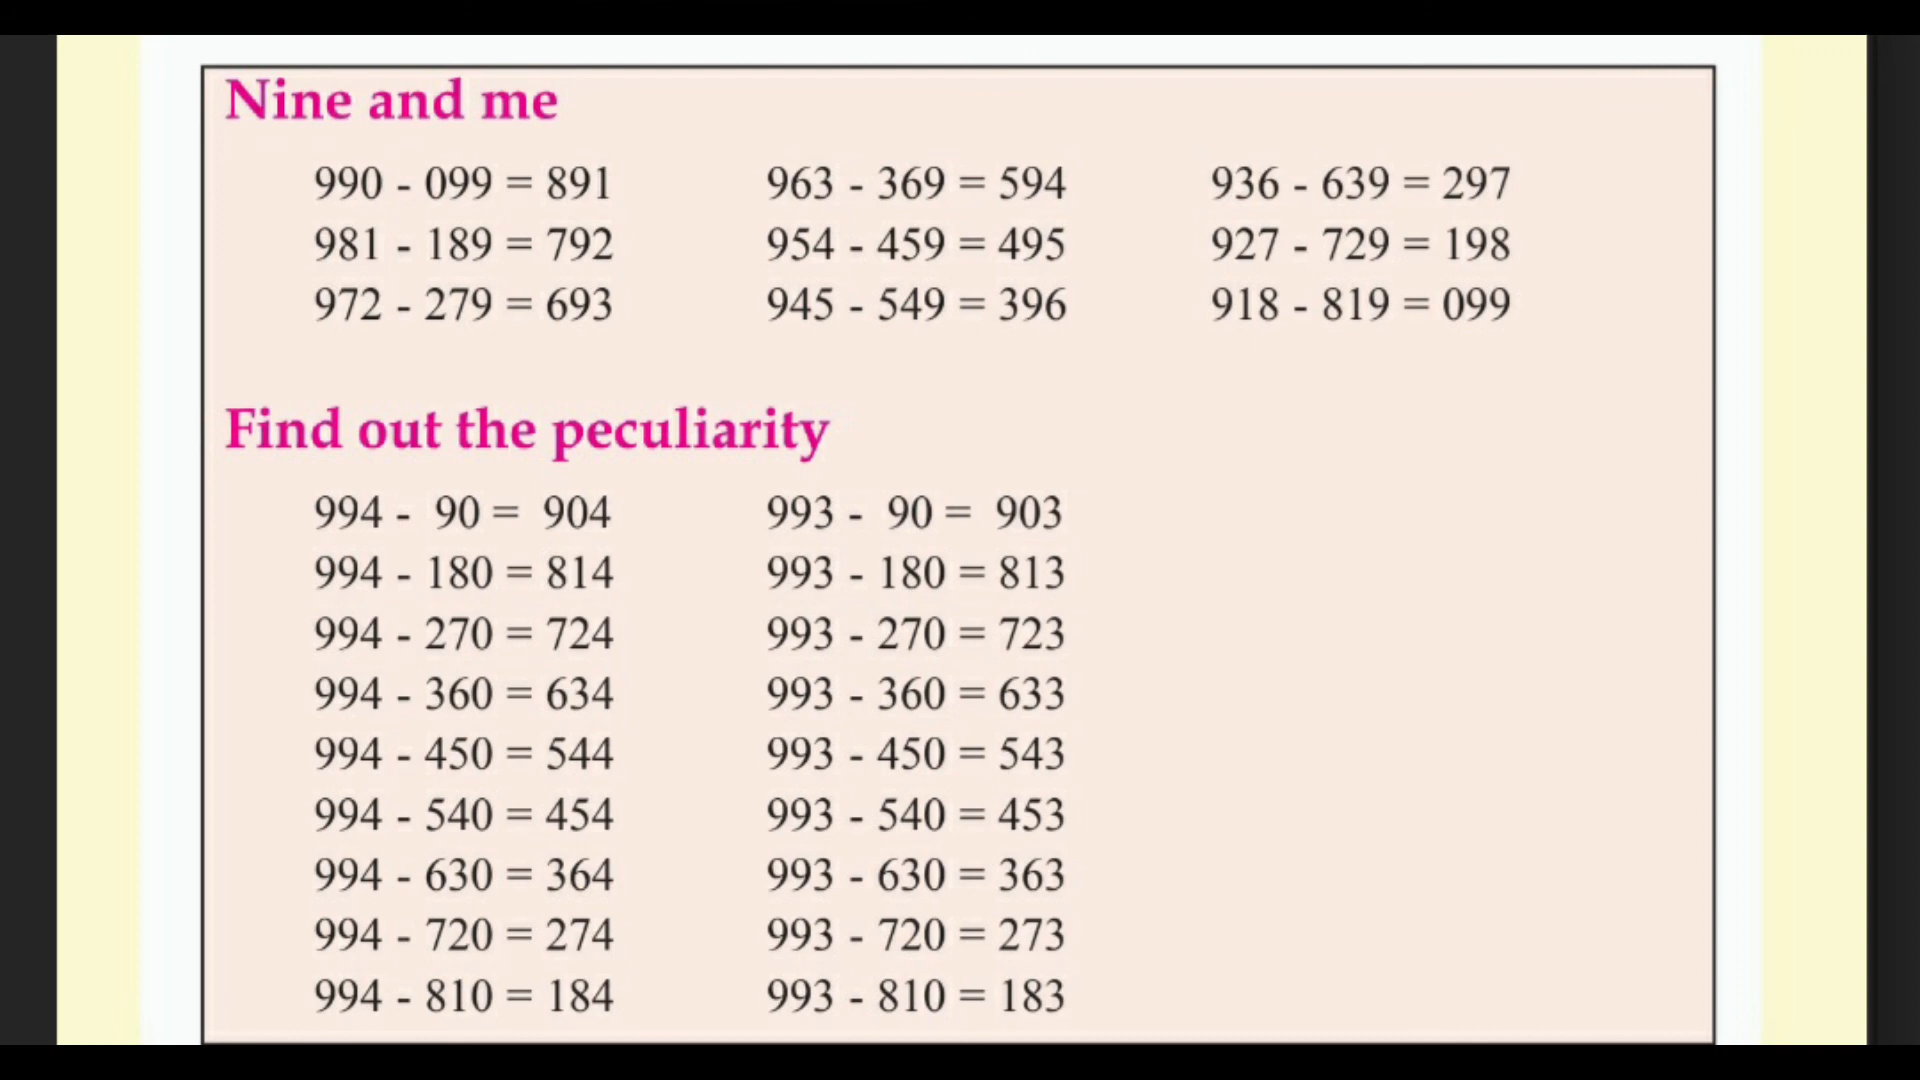 Nine and me
990 - 099 = 891 963 - 369 = 594 936 - 639 = 297
981 - 189 = 792 954 - 459 = 495 927 - 729 = 198
972 - 279 = 693 945 - 549 = 396 918 - 819 = 099
Find out the peculiarity
994 - 90 = 904 993 - 90 = 903
994 - 180 = 814 993 - 180 = 813
994 - 270 = 724 993 - 270 = 723
994 - 360 = 634 993 - 360 = 633
994 - 450 = 544 993 - 450 = 543
994 - 540 = 454 993 - 540 = 453
994 - 630 = 364 993 - 630 = 363
994 - 720 = 274 993 - 720 = 273
994 - 810 = 184 993 - 810 = 183